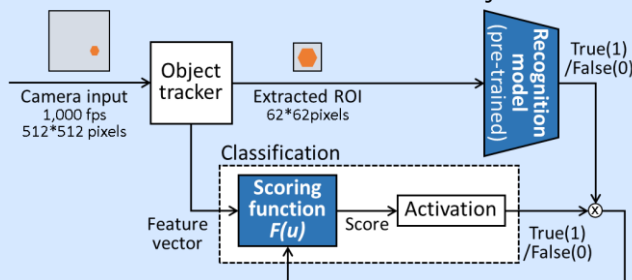 Camera input
1,000 fps
512*512 pixels
Object
tracker
Extracted ROI
62*62pixels
Recognition
model
(pre-trained)
True(1)
/False(0)
Classification
Feature
vector
Scoring
function
F(u)
Score
Activation
x
True(1)
/False(0)